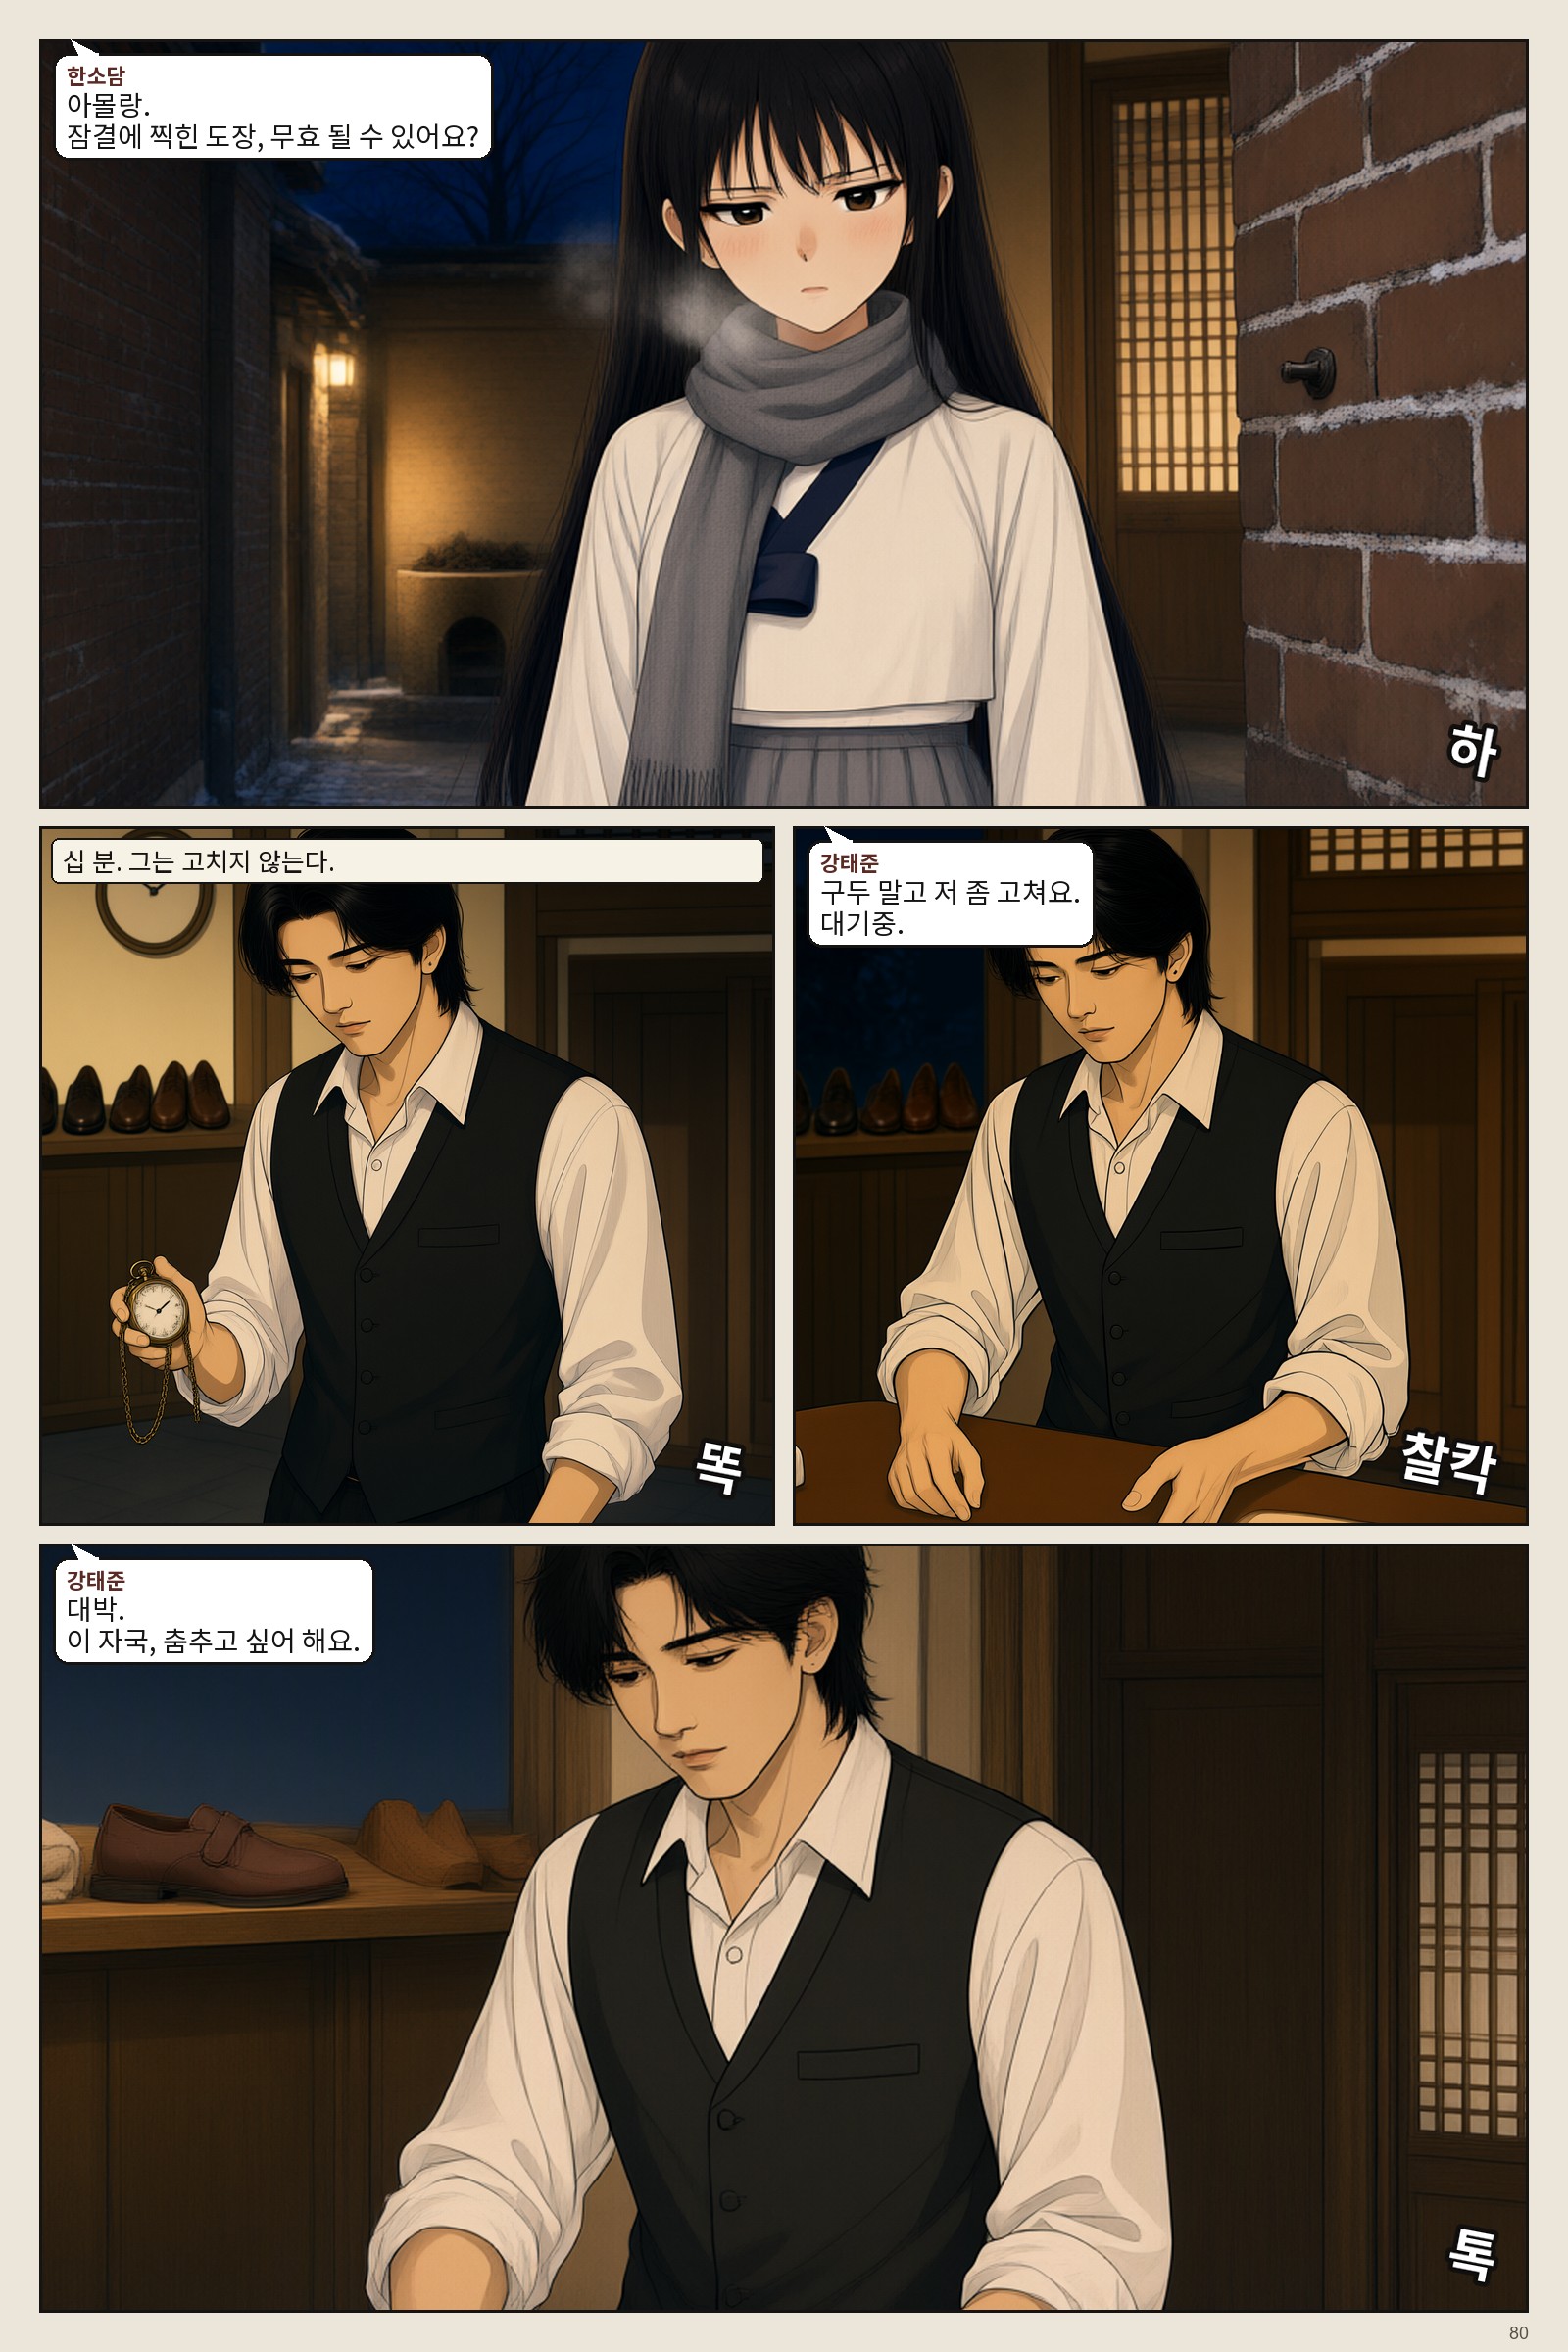 한소담
아몰랑.
잠결에 찍힌 도장, 무효 될 수 있어요?
하
십 분. 그는 고치지 않는다.
똑
강태준
구두 말고 저 좀 고쳐요.
대기중.
찰칵
강태준
대박.
이 자국, 춤추고 싶어 해요.
톡
80